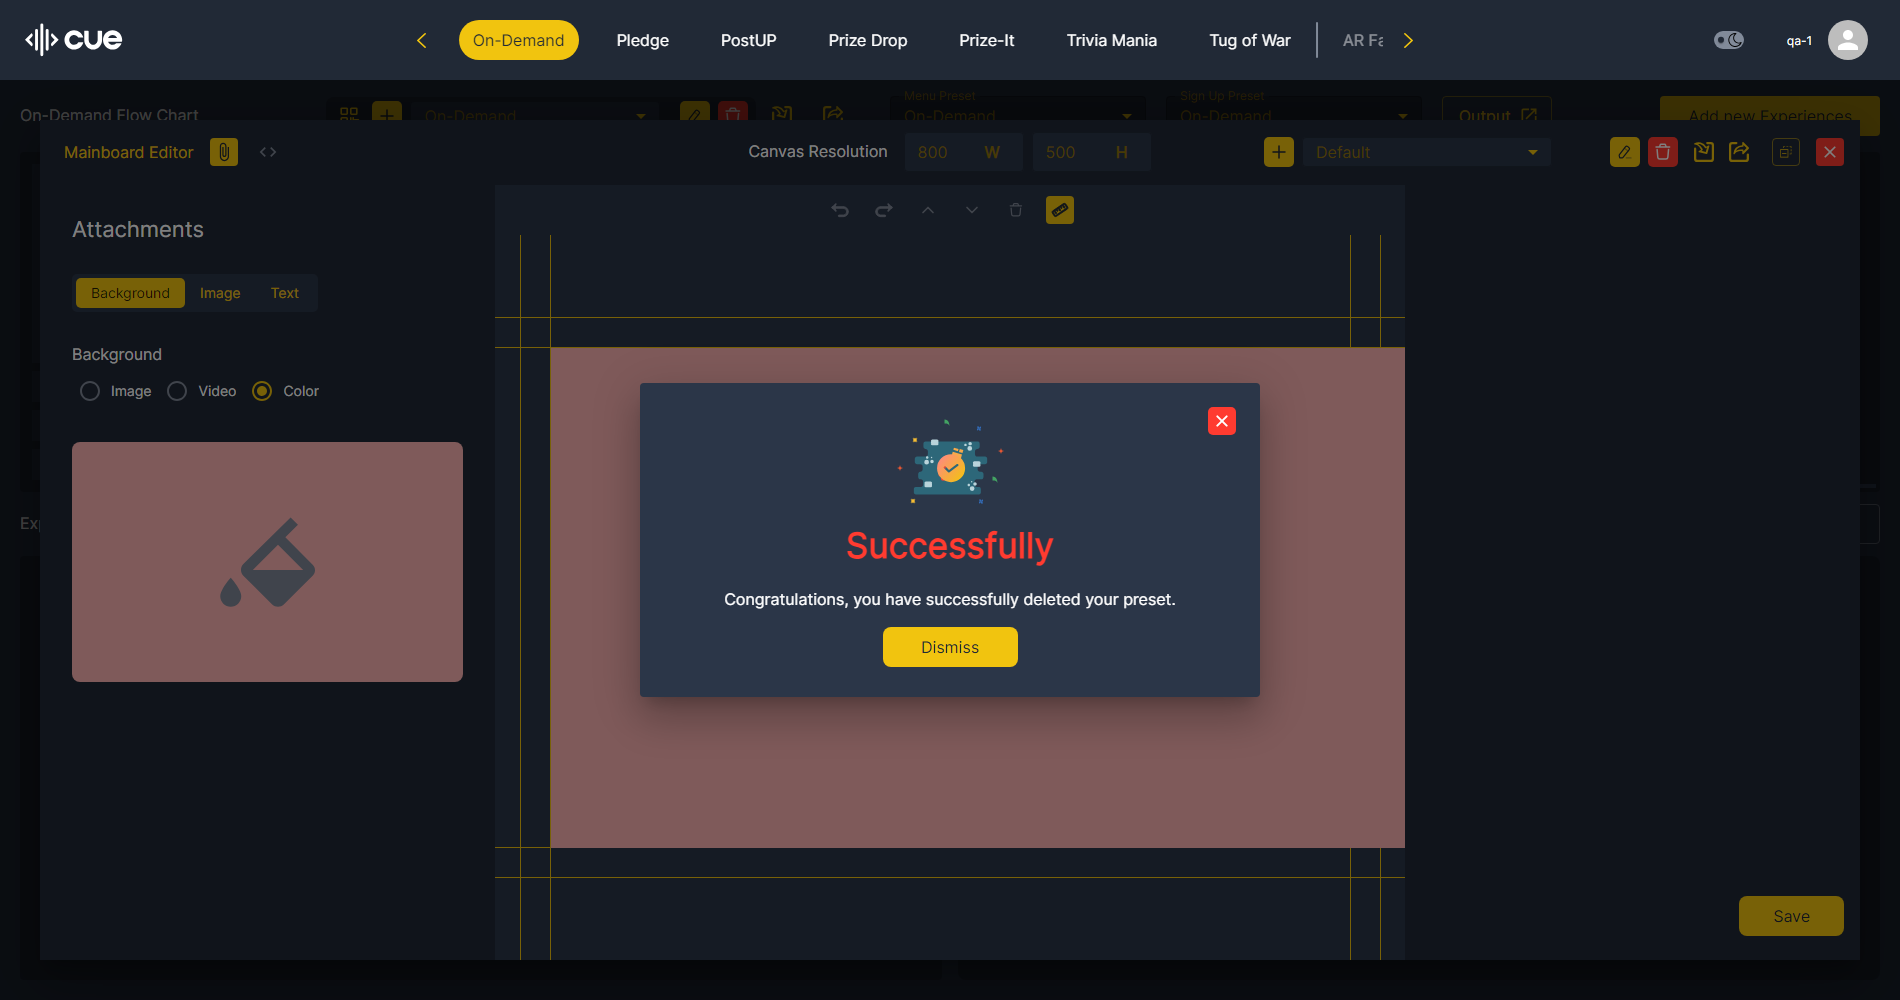 cue
On-Demand
Pledge
PostUP
Prize Drop
Prize-It
Trivia Mania
Tug of War
AR Fa
qa-1
On-Demand Flow Chart
On-Demand
Menu Preset
On-Demand
Sign Up Preset
On-Demand
Output
Add new Experiences
Mainboard Editor
Canvas Resolution
800 W
500 H
Default
Attachments
Background
Image
Text
Background
Image
Video
Color
Successfully
Congratulations, you have successfully deleted your preset.
Dismiss
Save